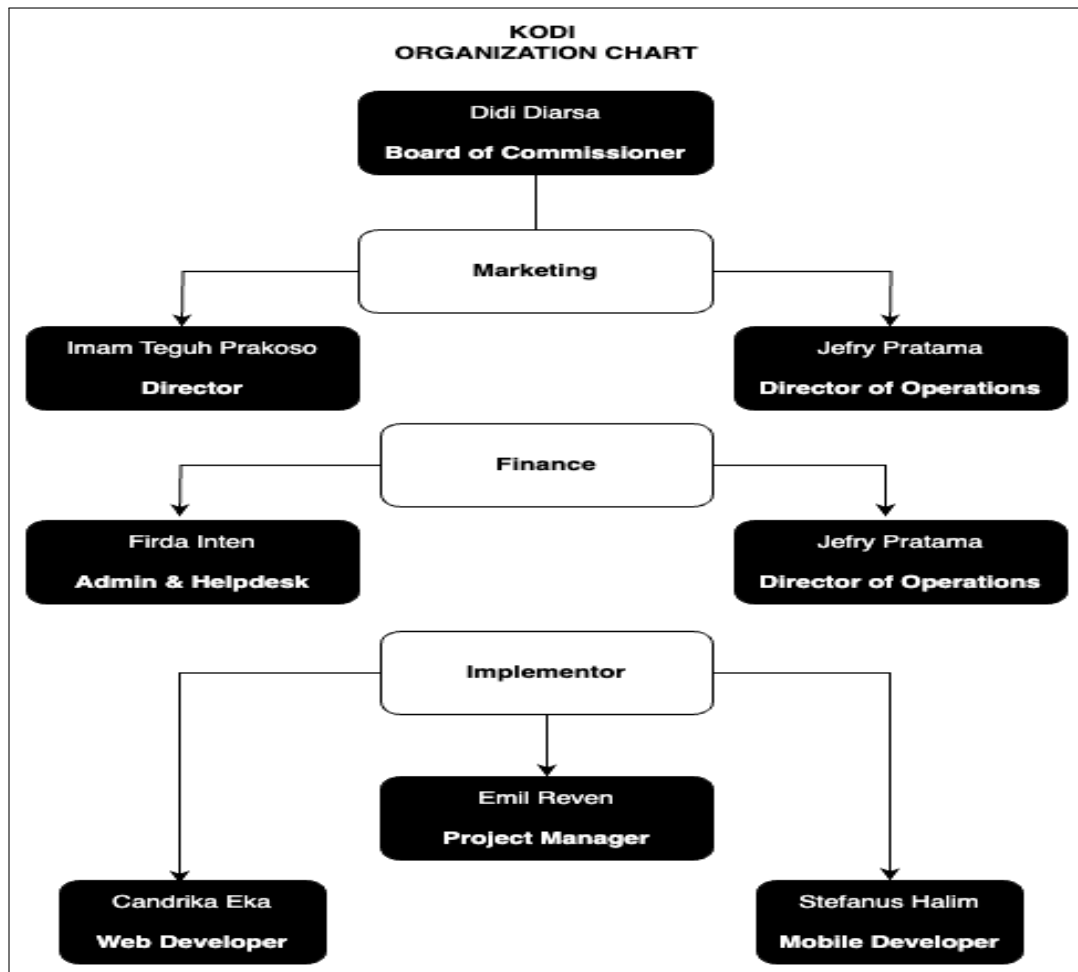 KODI
ORGANIZATION CHART
Didi Diarsa
Board of Commissioner
Marketing
Imam Teguh Prakoso
Director
Jefry Pratama
Director of Operations
Finance
Firda Inten
Admin & Helpdesk
Jefry Pratama
Director of Operations
Implementor
Emil Reven
Project Manager
Candrika Eka
Web Developer
Stefanus Halim
Mobile Developer